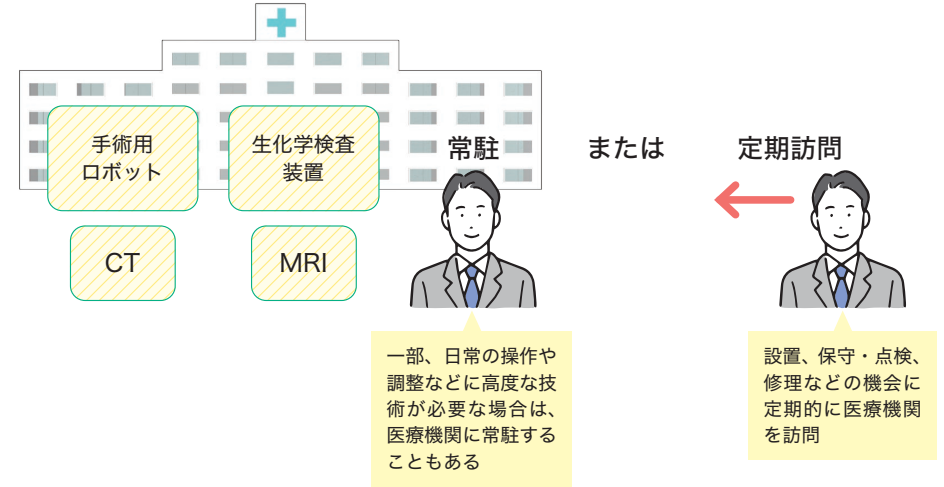 手術用
ロボット
生化学検査
装置
CT
MRI
常駐
または
定期訪問
一部、日常の操作や
調整などに高度な技
術が必要な場合は、
医療機関に常駐する
こともある
設置、保守・点検、
修理などの機会に
定期的に医療機関
を訪問